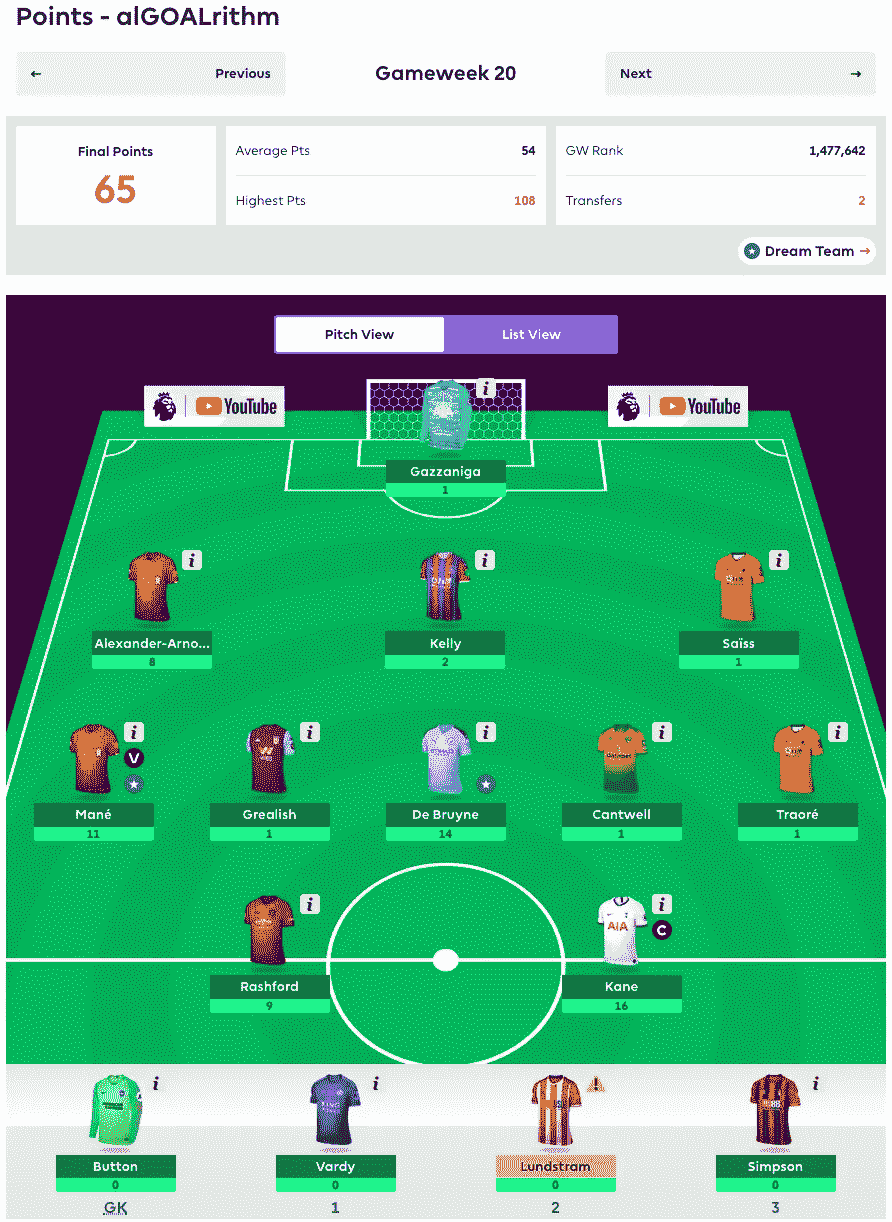 Points - alGOALrithm
← Previous
Gameweek 20
Next →
Final Points
65
Average Pts 54
Highest Pts 108
GW Rank 1,477,642
Transfers 2
Dream Team →
Pitch View
List View
YouTube
YouTube
i
Gazzaniga
1
i
i
i
Alexander-Arno...
8
Kelly
2
Saïss
1
i
i
i
i
i
V
Mané
11
Grealish
1
De Bruyne
14
Cantwell
1
Traoré
1
i
i
AIA
C
Rashford
9
Kane
16
i
i
i
Button
0
Vardy
0
Lundstram
0
Simpson
0
GK
1
2
3